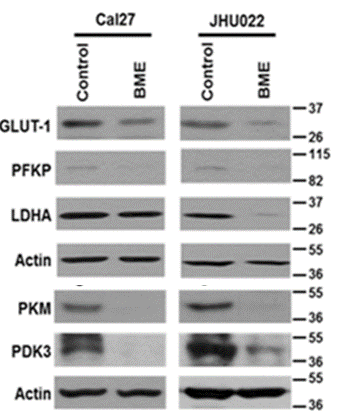 Cal27 JHU022
Control BME Control BME
GLUT-1 37
26
PFKP 115
82
LDHA 37
26
Actin 55
36
PKM 55
36
PDK3 55
36
Actin 55
36